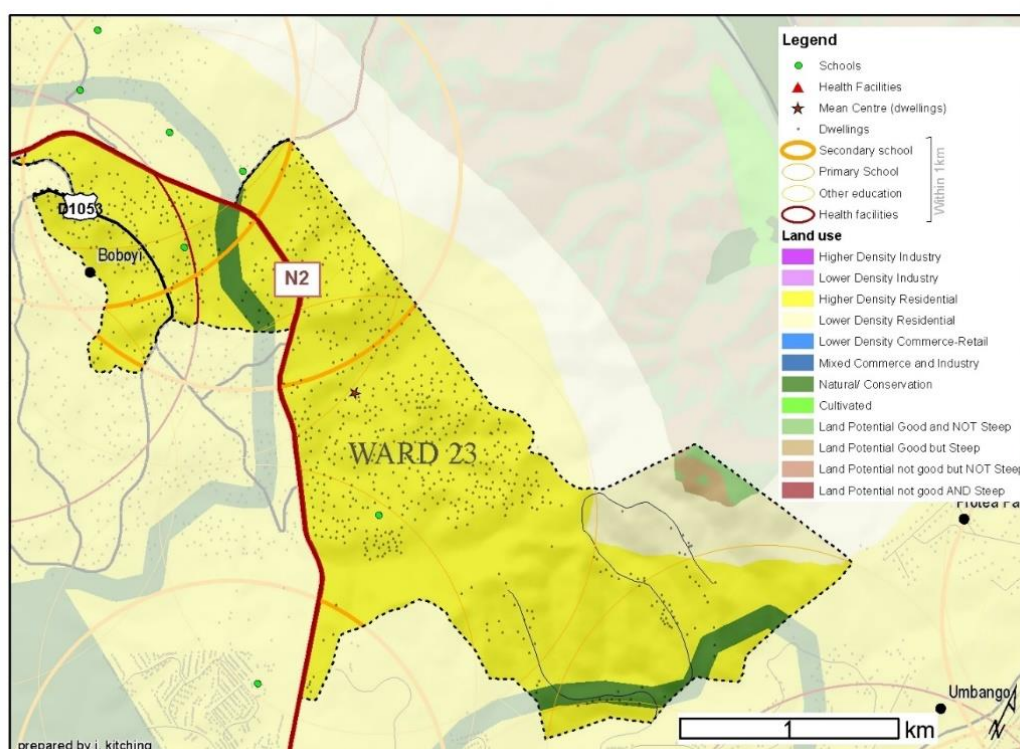 Legend
Schools
Health Facilities
Mean Centre (dwellings)
Dwellings
Secondary school
Primary School
Other education
Health facilities
Within 1km
Land use
Higher Density Industry
Lower Density Industry
Higher Density Residential
Lower Density Residential
Lower Density Commerce-Retail
Mixed Commerce and Industry
Natural/ Conservation
Cultivated
Land Potential Good and NOT Steep
Land Potential Good but Steep
Land Potential not good but NOT Steep
Land Potential not good AND Steep
D1053
Boboyi
N2
WARD 23
Umbango
1
km
N
prepared by i. kitching